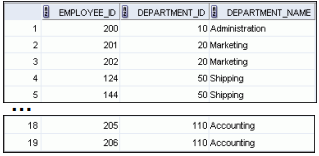 EMPLOYEE_ID DEPARTMENT_ID DEPARTMENT_NAME
1 200 10 Administration
2 201 20 Marketing
3 202 20 Marketing
4 124 50 Shipping
5 144 50 Shipping
...
18 205 110 Accounting
19 206 110 Accounting